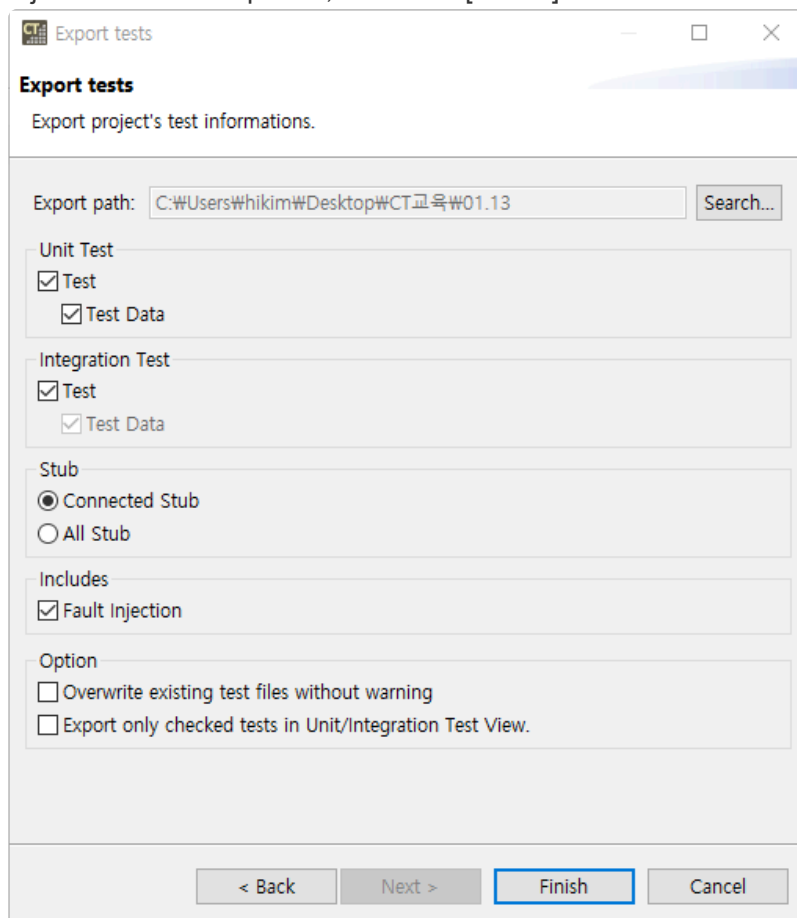 Export tests
Export tests
Export project's test informations.
Export path: C:₩Users₩hikim₩Desktop₩CT교육₩01.13 Search...
Unit Test
Test
Test Data
Integration Test
Test
Test Data
Stub
Connected Stub
All Stub
Includes
Fault Injection
Option
Overwrite existing test files without warning
Export only checked tests in Unit/Integration Test View.
< Back Next > Finish Cancel